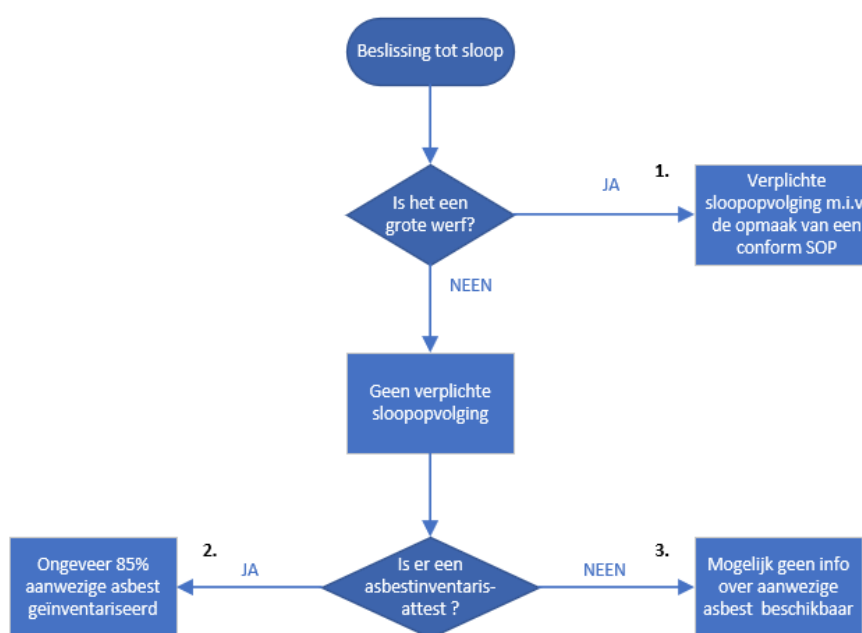 Beslissing tot sloop
Is het een
grote werf?
JA
1.
Verplichte
sloopopvolging m.i.v
de opmaak van een
conform SOP
NEEN
Geen verplichte
sloopopvolging
Ongeveer 85%
aanwezige asbest
geïnventariseerd
2.
JA
Is er een
asbestinventaris-
attest ?
NEEN
3.
Mogelijk geen info
over aanwezige
asbest beschikbaar